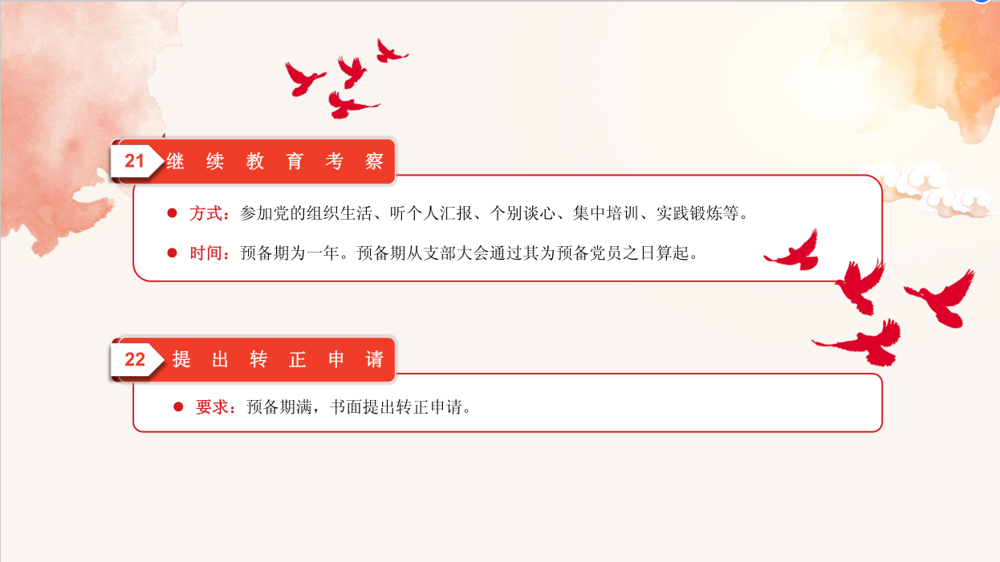 21 继续教育考察
方式：参加党的组织生活、听个人汇报、个别谈心、集中培训、实践锻炼等。
时间：预备期为一年。预备期从支部大会通过其为预备党员之日算起。
22 提出转正申请
要求：预备期满，书面提出转正申请。